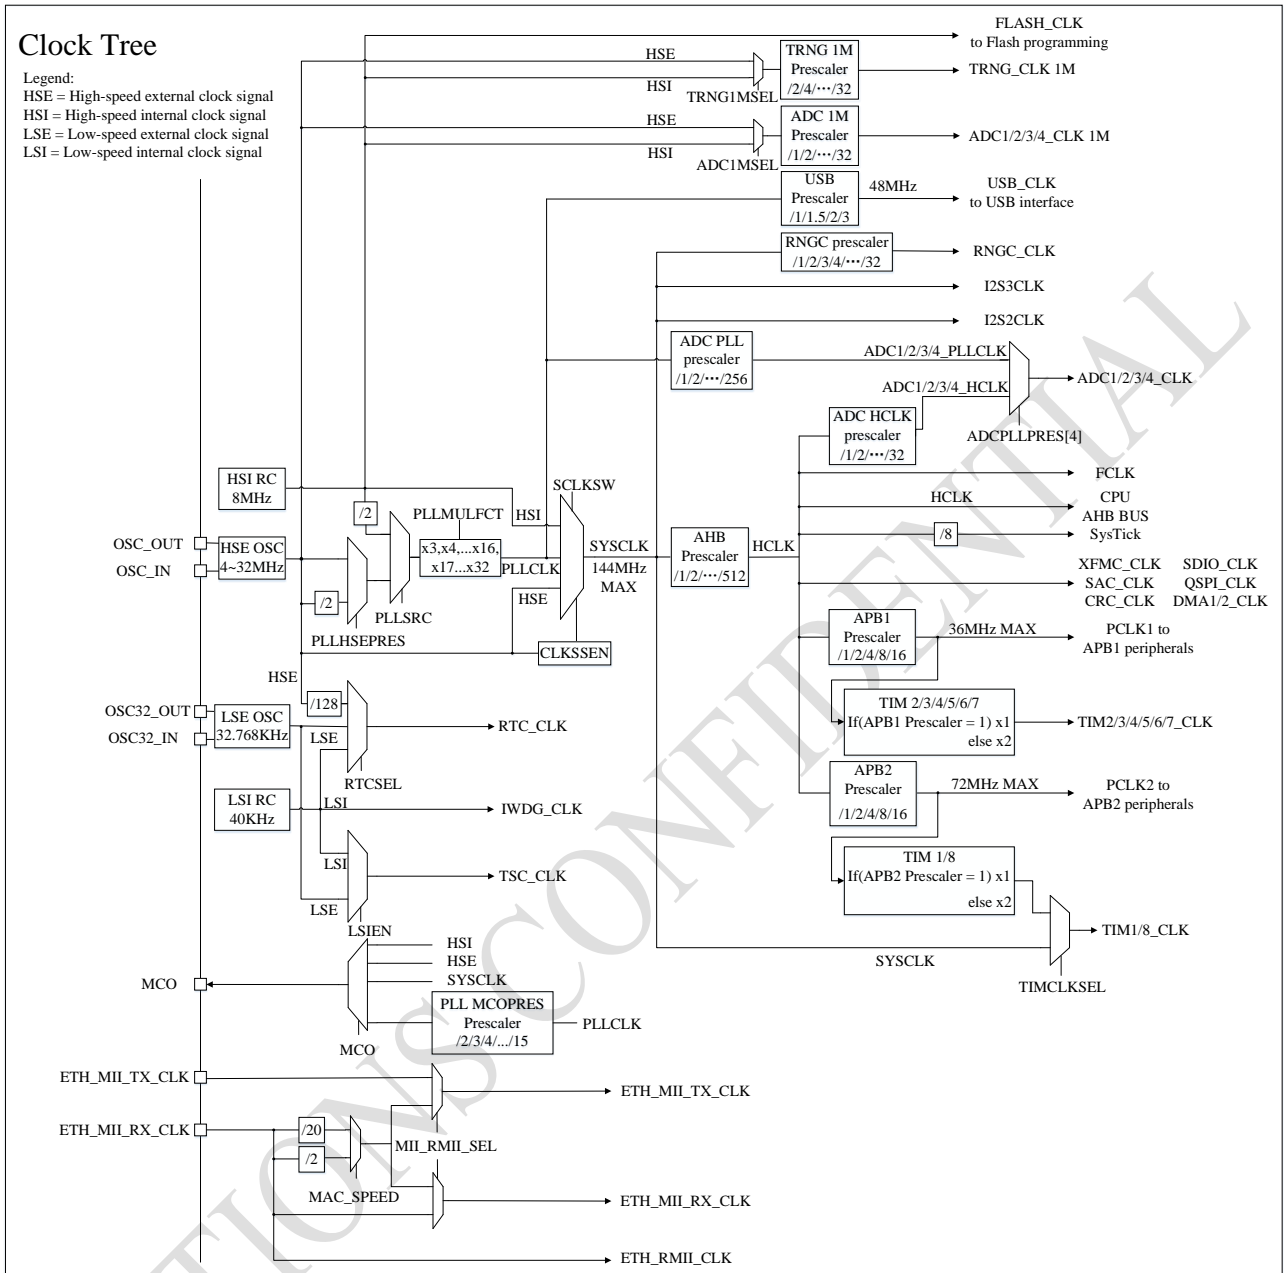 Clock Tree
Legend:
HSE = High-speed external clock signal
HSI = High-speed internal clock signal
LSE = Low-speed external clock signal
LSI = Low-speed internal clock signal
FLASH_CLK
to Flash programming
HSE
HSI
TRNG1MSEL
TRNG 1M
Prescaler
/2/4/···/32
TRNG_CLK 1M
HSE
HSI
ADC1MSEL
ADC 1M
Prescaler
/1/2/···/32
ADC1/2/3/4_CLK 1M
USB
Prescaler
/1/1.5/2/3
48MHz
USB_CLK
to USB interface
RNGC prescaler
/1/2/3/4/···/32
RNGC_CLK
I2S3CLK
I2S2CLK
ADC PLL
prescaler
/1/2/···/256
ADC1/2/3/4_PLLCLK
ADC1/2/3/4_HCLK
ADC1/2/3/4_CLK
ADCPLLPRES[4]
ADC HCLK
prescaler
/1/2/···/32
HSI RC
8MHz
/2
PLLMULFCT
SCLKSW
HSI
FCLK
HCLK
CPU
AHB BUS
/8
SysTick
OSC_OUT
OSC_IN
HSE OSC
4~32MHz
/2
PLLHSEPRES
PLLSRC
x3,x4,...x16,
x17...x32
PLLCLK
HSE
SYSCLK
144MHz
MAX
AHB
Prescaler
/1/2/···/512
HCLK
XFMC_CLK SDIO_CLK
SAC_CLK QSPI_CLK
CRC_CLK DMA1/2_CLK
CLKSSEN
APB1
Prescaler
/1/2/4/8/16
36MHz MAX
PCLK1 to
APB1 peripherals
HSE
/128
OSC32_OUT
OSC32_IN
LSE OSC
32.768KHz
LSE
RTC_CLK
RTCSEL
TIM 2/3/4/5/6/7
If(APB1 Prescaler = 1) x1
else x2
TIM2/3/4/5/6/7_CLK
LSI RC
40KHz
LSI
IWDG_CLK
APB2
Prescaler
/1/2/4/8/16
72MHz MAX
PCLK2 to
APB2 peripherals
LSI
LSE
TSC_CLK
LSIEN
TIM 1/8
If(APB2 Prescaler = 1) x1
else x2
TIM1/8_CLK
SYSCLK
TIMCLKSEL
HSI
HSE
SYSCLK
MCO
PLL MCOPRES
Prescaler
/2/3/4/.../15
PLLCLK
MCO
ETH_MII_TX_CLK
ETH_MII_TX_CLK
ETH_MII_RX_CLK
/20
/2
MII_RMII_SEL
MAC_SPEED
ETH_MII_RX_CLK
ETH_RMII_CLK
CONFIDENTIAL